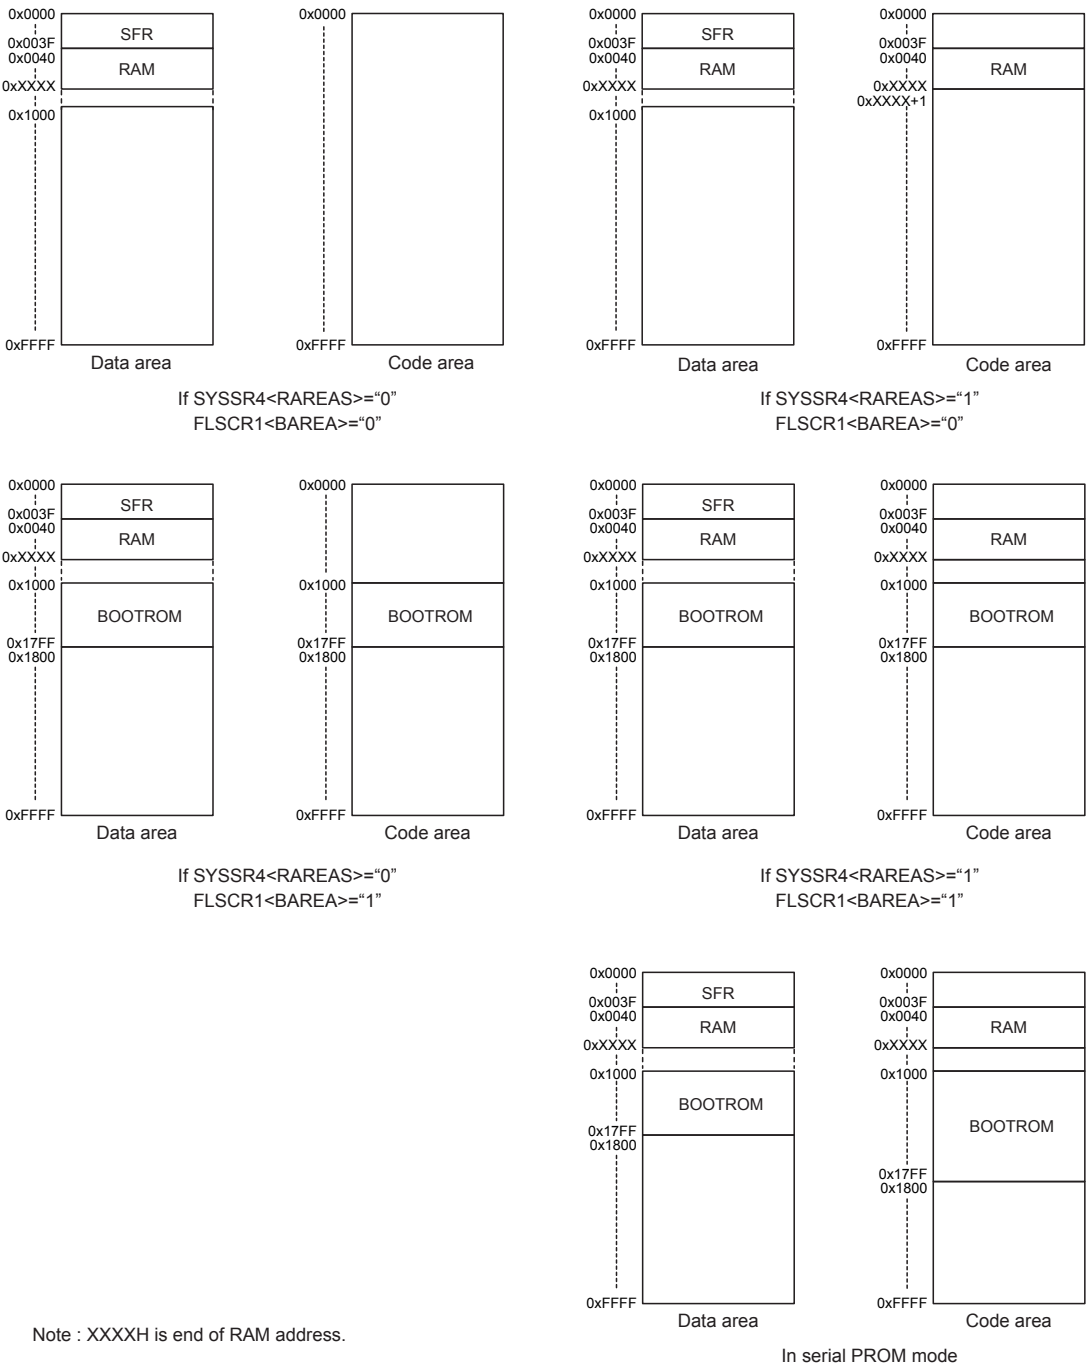 0x0000
SFR
0x003F
0x0040
RAM
0xXXXX
0x1000
0xFFFF
Data area
0x0000
0xFFFF
Code area
If SYSSR4<RAREAS>=“0”
FLSCR1<BAREA>=“0”
0x0000
SFR
0x003F
0x0040
RAM
0xXXXX
0x1000
0xFFFF
Data area
0x0000
0x003F
0x0040
RAM
0xXXXX
0xXXXX+1
0xFFFF
Code area
If SYSSR4<RAREAS>=“1”
FLSCR1<BAREA>=“0”
0x0000
SFR
0x003F
0x0040
RAM
0xXXXX
0x1000
BOOTROM
0x17FF
0x1800
0xFFFF
Data area
0x0000
0x1000
BOOTROM
0x17FF
0x1800
0xFFFF
Code area
If SYSSR4<RAREAS>=“0”
FLSCR1<BAREA>=“1”
0x0000
SFR
0x003F
0x0040
RAM
0xXXXX
0x1000
BOOTROM
0x17FF
0x1800
0xFFFF
Data area
0x0000
0x003F
0x0040
RAM
0xXXXX
0x1000
BOOTROM
0x17FF
0x1800
0xFFFF
Code area
If SYSSR4<RAREAS>=“1”
FLSCR1<BAREA>=“1”
0x0000
SFR
0x003F
0x0040
RAM
0xXXXX
0x1000
BOOTROM
0x17FF
0x1800
0xFFFF
Data area
0x0000
0x003F
0x0040
RAM
0xXXXX
0x1000
BOOTROM
0x17FF
0x1800
0xFFFF
Code area
In serial PROM mode
Note : XXXXH is end of RAM address.